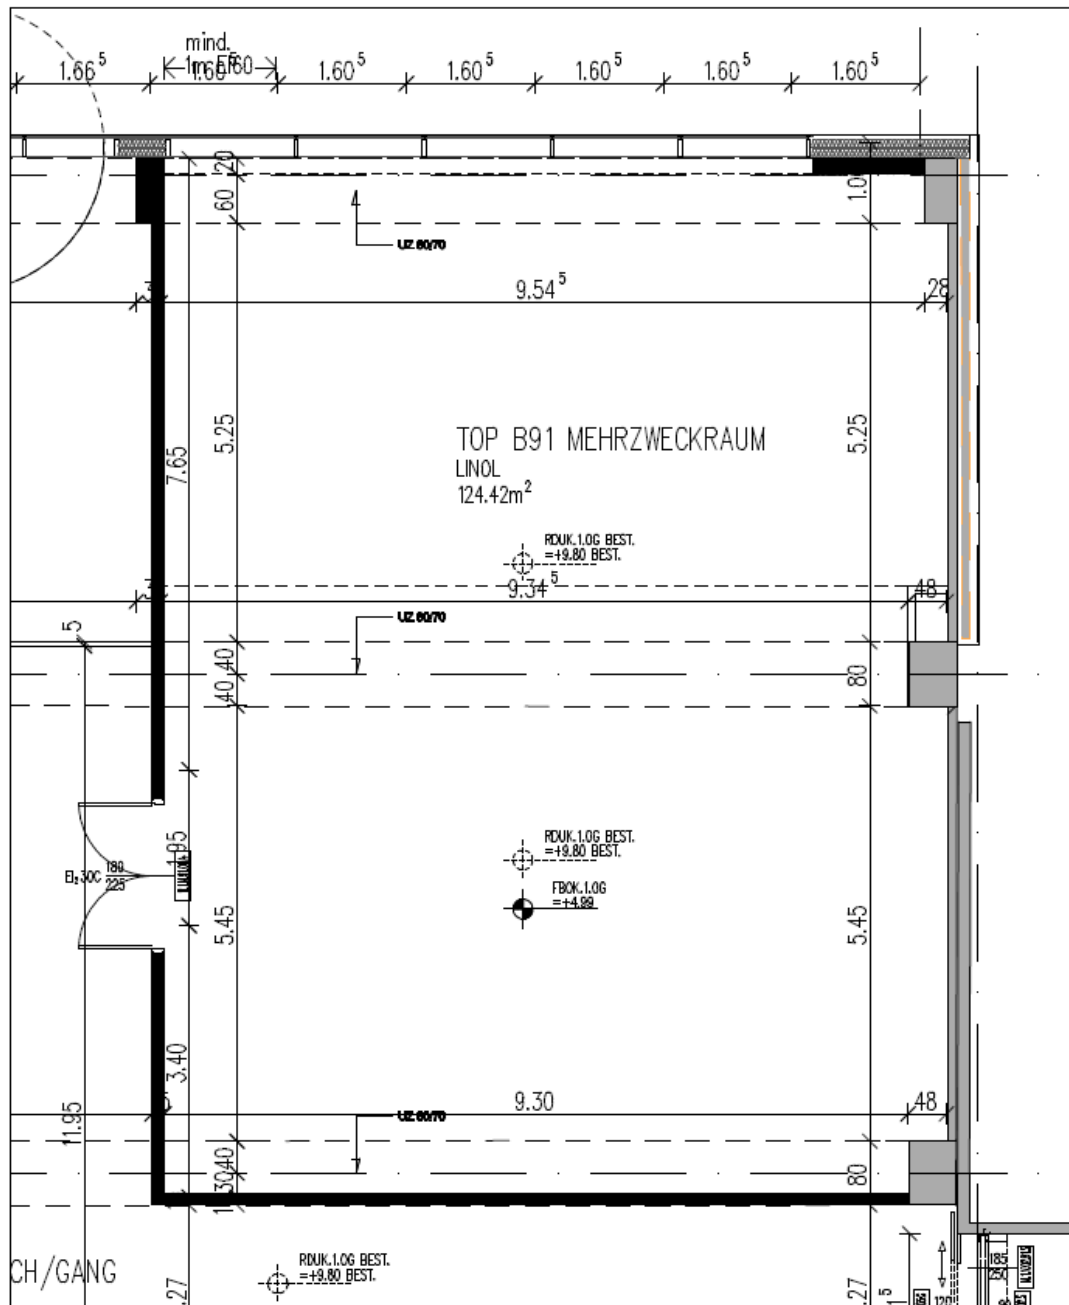 mind.
1m EI60
1.66⁵
1.60⁵
1.60⁵
1.60⁵
1.60⁵
1.60⁵
1.60⁵
20
60
UZ 60/70
9.54⁵
28
5.25
7.65
5.25
TOP B91 MEHRZWECKRAUM
LINOL
124.42m²
RDUK.1.OG BEST.
=+9.80 BEST.
9.34⁵
48
UZ 60/70
5
40
40
80
RDUK.1.OG BEST.
=+9.80 BEST.
1.95
EI₂30C
180
225
FBOK.1.OG
=+4.99
5.45
5.45
3.40
11.95
9.30
48
UZ 60/70
40
30
80
CH/GANG
RDUK.1.OG BEST.
=+9.80 BEST.
.27
.27
185
250
120